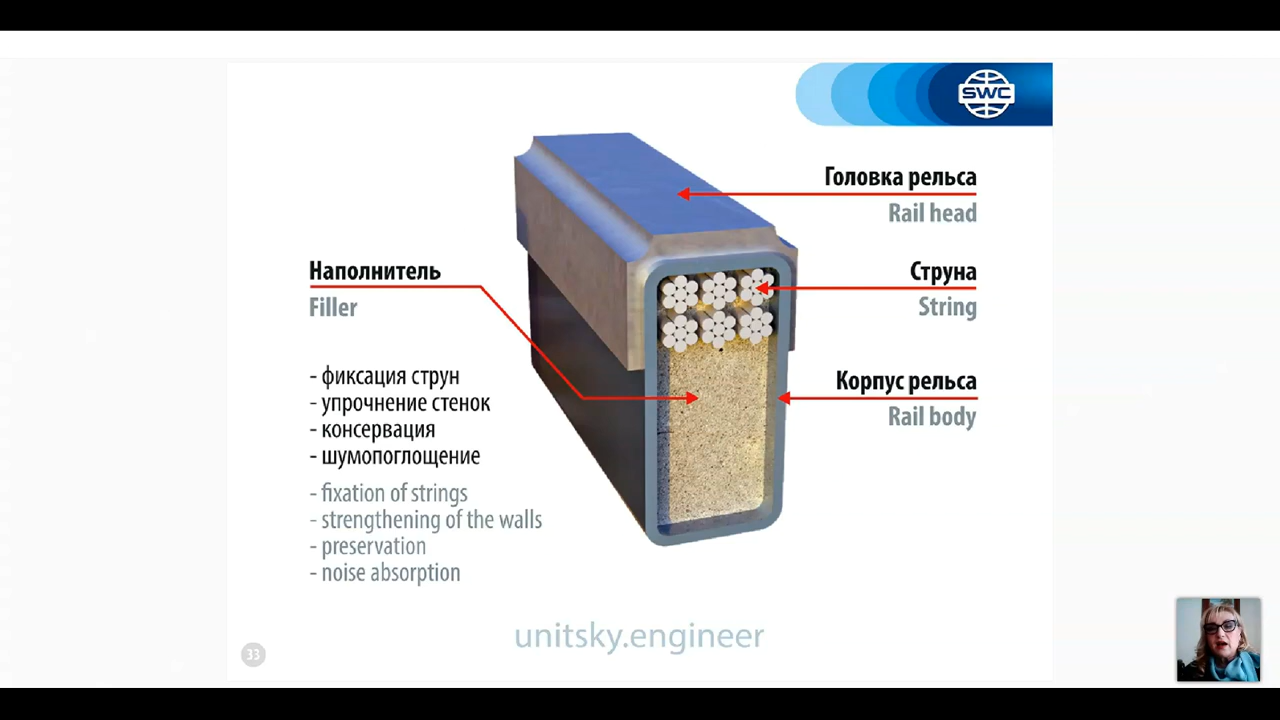 SWC
Головка рельса
Rail head
Наполнитель
Filler
Струна
String
Корпус рельса
Rail body
- фиксация струн
- упрочнение стенок
- консервация
- шумопоглощение
- fixation of strings
- strengthening of the walls
- preservation
- noise absorption
unitsky.engineer
33